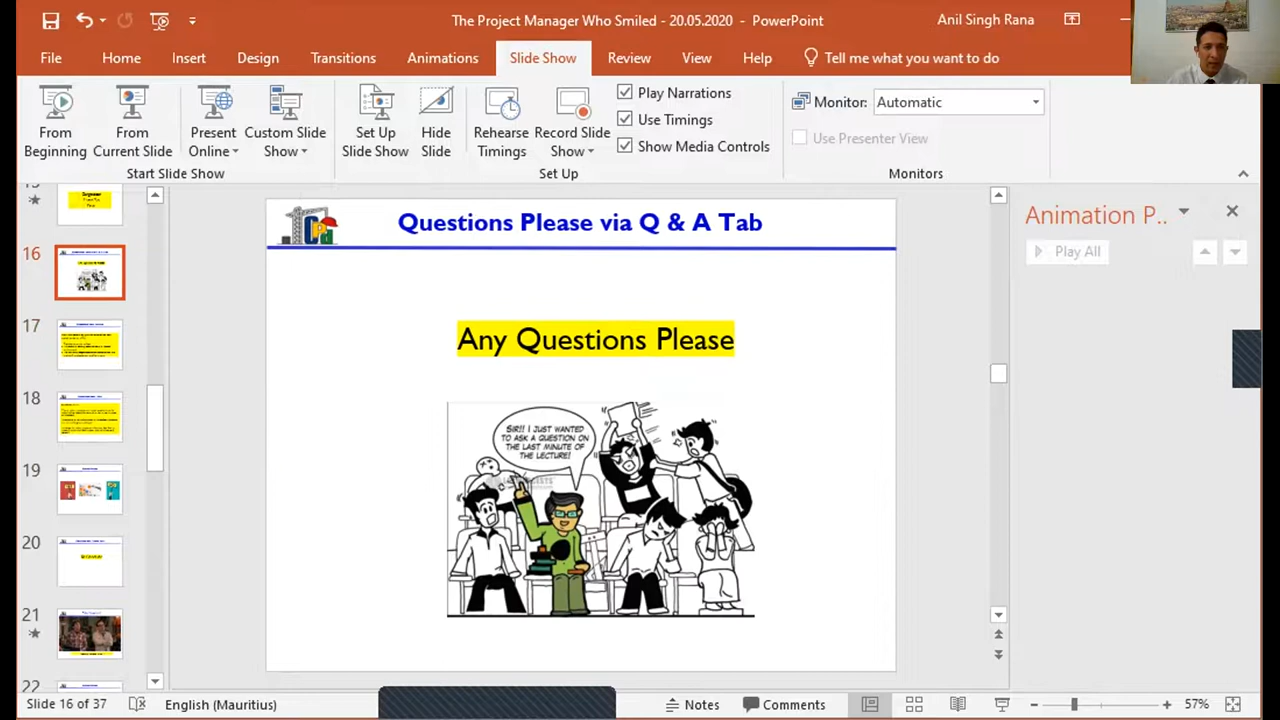 The Project Manager Who Smiled - 20.05.2020 - PowerPoint
Anil Singh Rana
File Home Insert Design Transitions Animations Slide Show Review View Help Tell me what you want to do
From Beginning
From Current Slide
Present Online
Custom Slide Show
Start Slide Show
Set Up Slide Show
Hide Slide
Rehearse Timings
Record Slide Show
Play Narrations
Use Timings
Show Media Controls
Set Up
Monitor: Automatic
Use Presenter View
Monitors
16
17
18
19
20
21
22
CPd
Questions Please via Q & A Tab
Any Questions Please
SIR!! I JUST WANTED
TO ASK A QUESTION ON
THE LAST MINUTE OF
THE LECTURE!
Animation P..
Play All
Slide 16 of 37 English (Mauritius) Notes Comments 57%